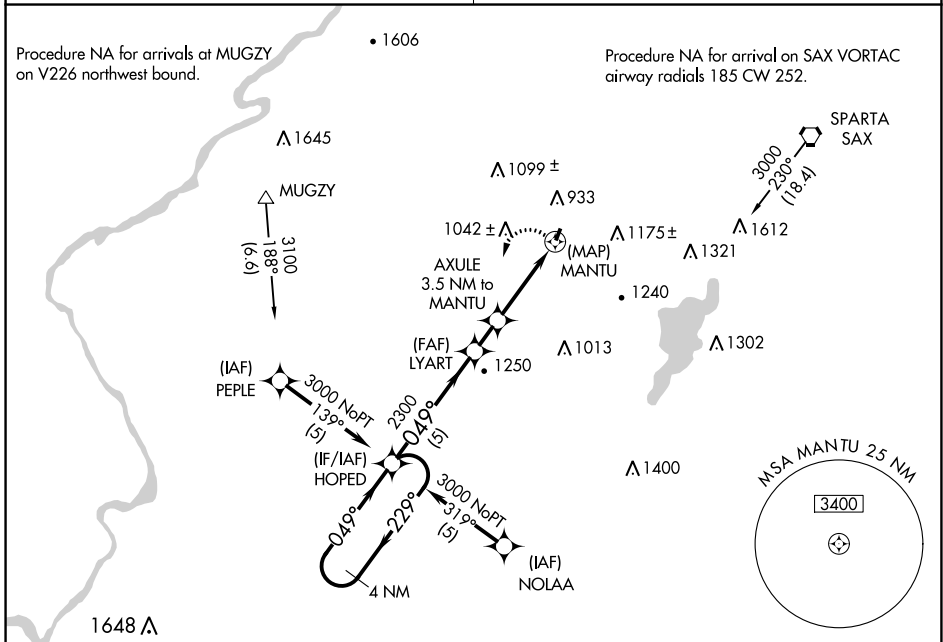 Procedure NA for arrivals at MUGZY
on V226 northwest bound.
1606
Procedure NA for arrival on SAX VORTAC
airway radials 185 CW 252.
SPARTA
SAX
3000
230°
(18.4)
1645
1099 ±
MUGZY
933
3100
188°
(6.6)
1042 ±
1175 ±
1612
1321
(MAP)
MANTU
AXULE
3.5 NM to
MANTU
1240
(FAF)
LYART
1013
1302
1250
(IAF)
PEPLE
3000 NoPT
139°
(5)
2300
049°
(5)
(IF/IAF)
HOPED
1400
MSA MANTU 25 NM
3400
3000 NoPT
319°
(5)
049°
229°
(IAF)
NOLAA
4 NM
1648